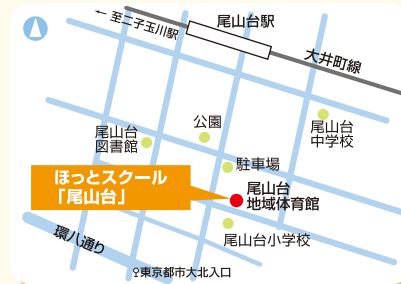 ← 至二子玉川駅
尾山台駅
大井町線
尾山台
図書館
公園
尾山台
中学校
駐車場
ほっとスクール
「尾山台」
尾山台
地域体育館
尾山台小学校
環八通り
東京都市大北入口